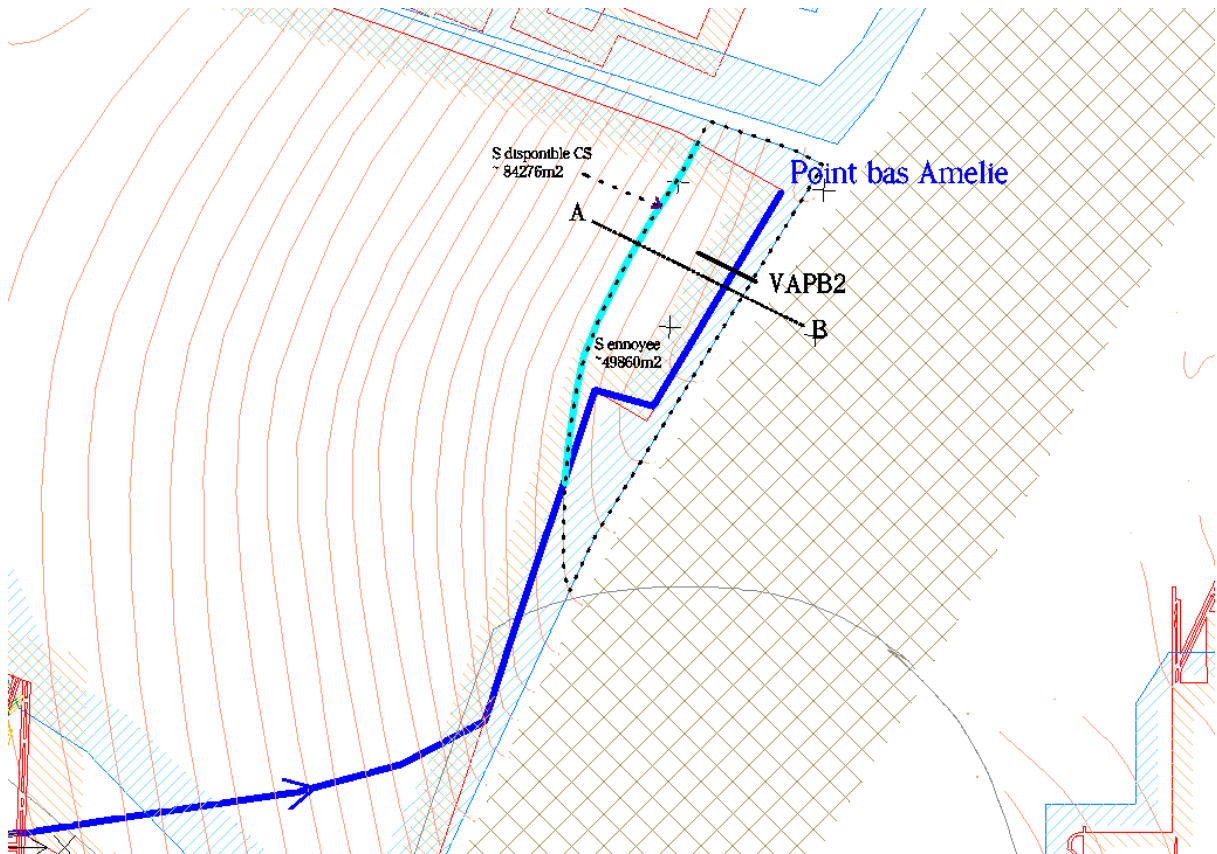 S disponible CS
~ 84276m2
Point bas Amelie
A
VAPB2
B
S ennoyee
~49860m2